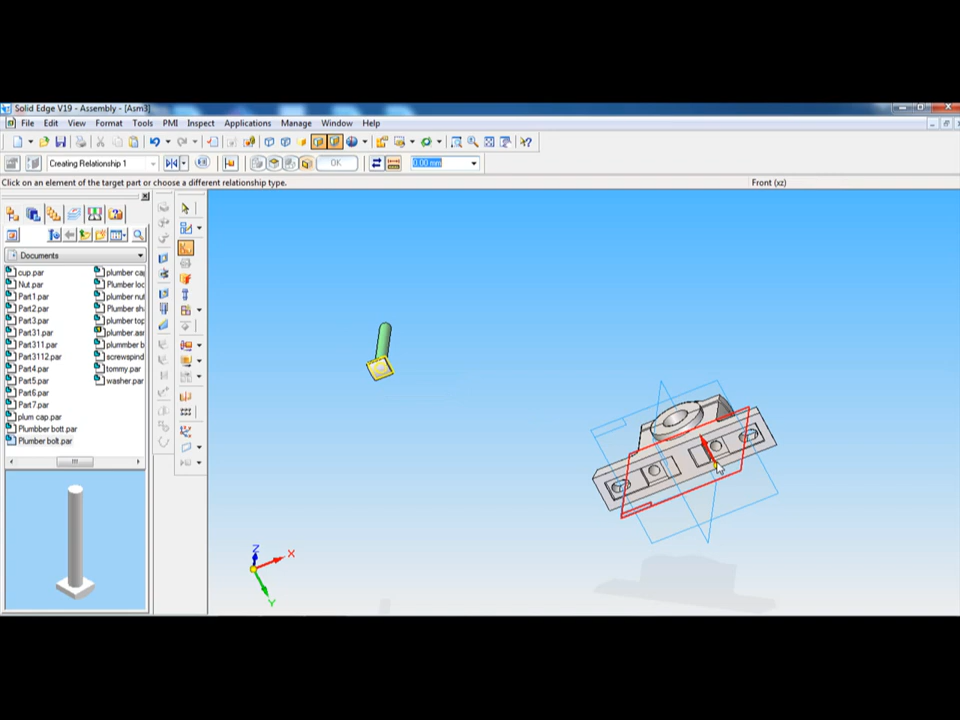 Solid Edge V19 - Assembly - [Asm3]
File Edit View Format Tools PMI Inspect Applications Manage Window Help
Creating Relationship 1 OK 0.00 mm
Click on an element of the target part or choose a different relationship type. Front (xz)
Documents
cup.par plumber cap
Nut.par Plumber loc
Part1.par plumber nut
Part2.par Plumber sha
Part3.par plumber top
Part31.par plumber.asm
Part311.par plummber b
Part3112.par screwspind
Part4.par tommy.par
Part5.par washer.par
Part6.par
Part7.par
plum cap.par
Plumbber bott.par
Plumber bolt.par
Z
X
Y